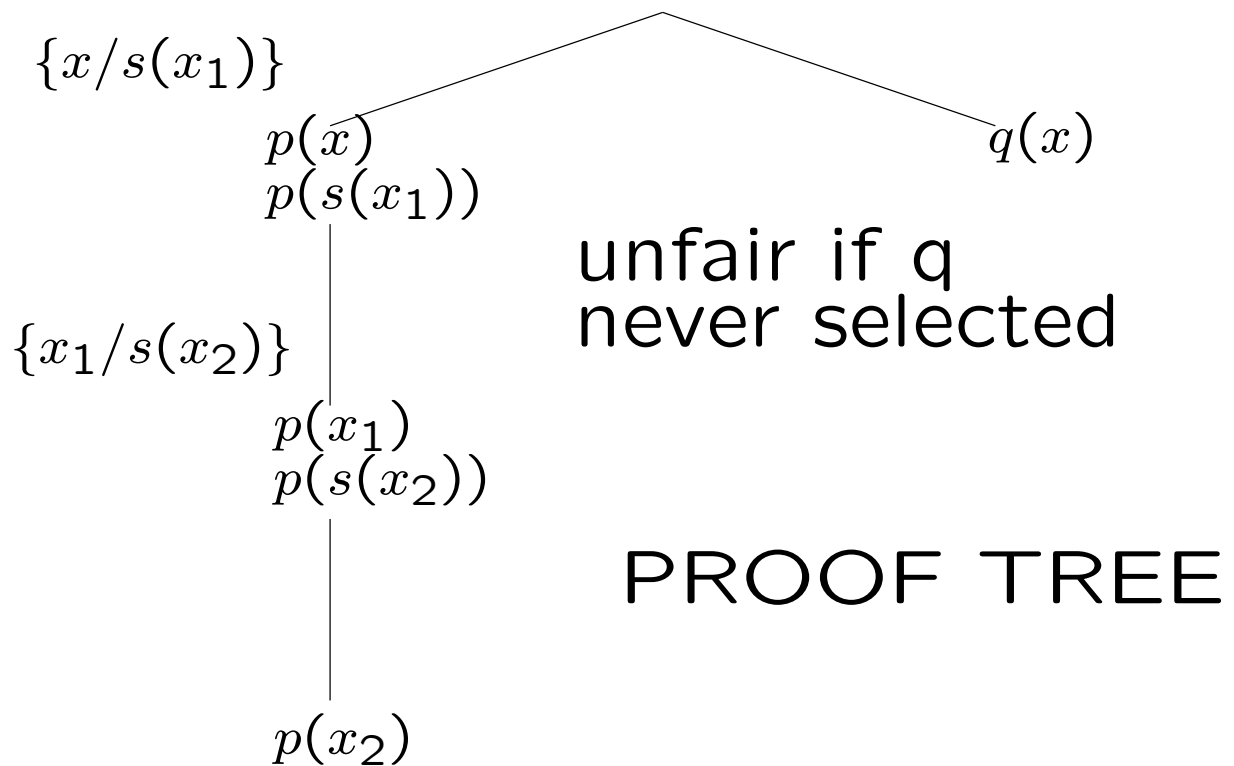 {x/s(x₁)}
p(x)
q(x)
p(s(x₁))
unfair if q
never selected
{x₁/s(x₂)}
p(x₁)
p(s(x₂))
PROOF TREE
p(x₂)